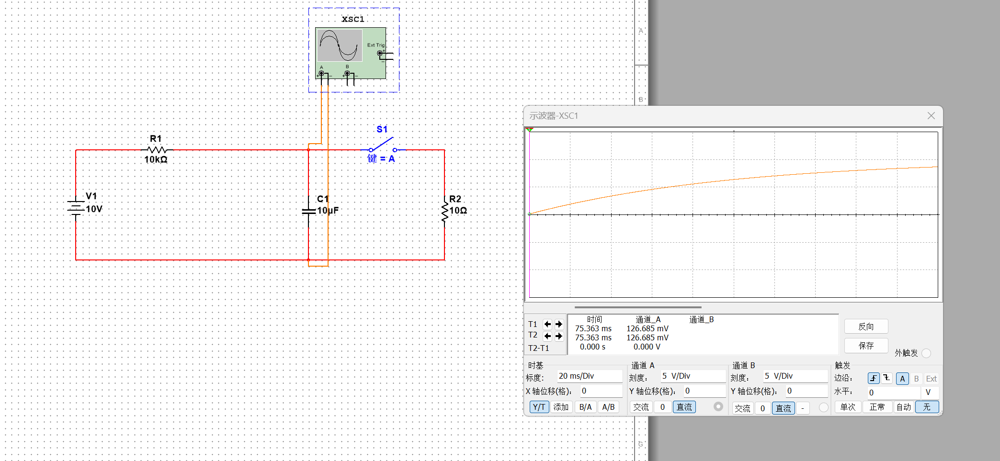 XSC1
Ext Trig
+
−
A
B
+ − + −
A
B
G
R1
10kΩ
S1
键 = A
V1
10V
C1
10µF
R2
10Ω
示波器-XSC1
时间 通道_A 通道_B
T1 75.363 ms 126.685 mV
T2 75.363 ms 126.685 mV
T2-T1 0.000 s 0.000 V
反向
保存
外触发
时基
标度: 20 ms/Div
X 轴位移(格): 0
Y/T 添加 B/A A/B
通道 A
刻度: 5 V/Div
Y 轴位移(格): 0
交流 0 直流
通道 B
刻度: 5 V/Div
Y 轴位移(格): 0
交流 0 直流 -
触发
边沿: A B Ext
水平: 0 V
单次 正常 自动 无